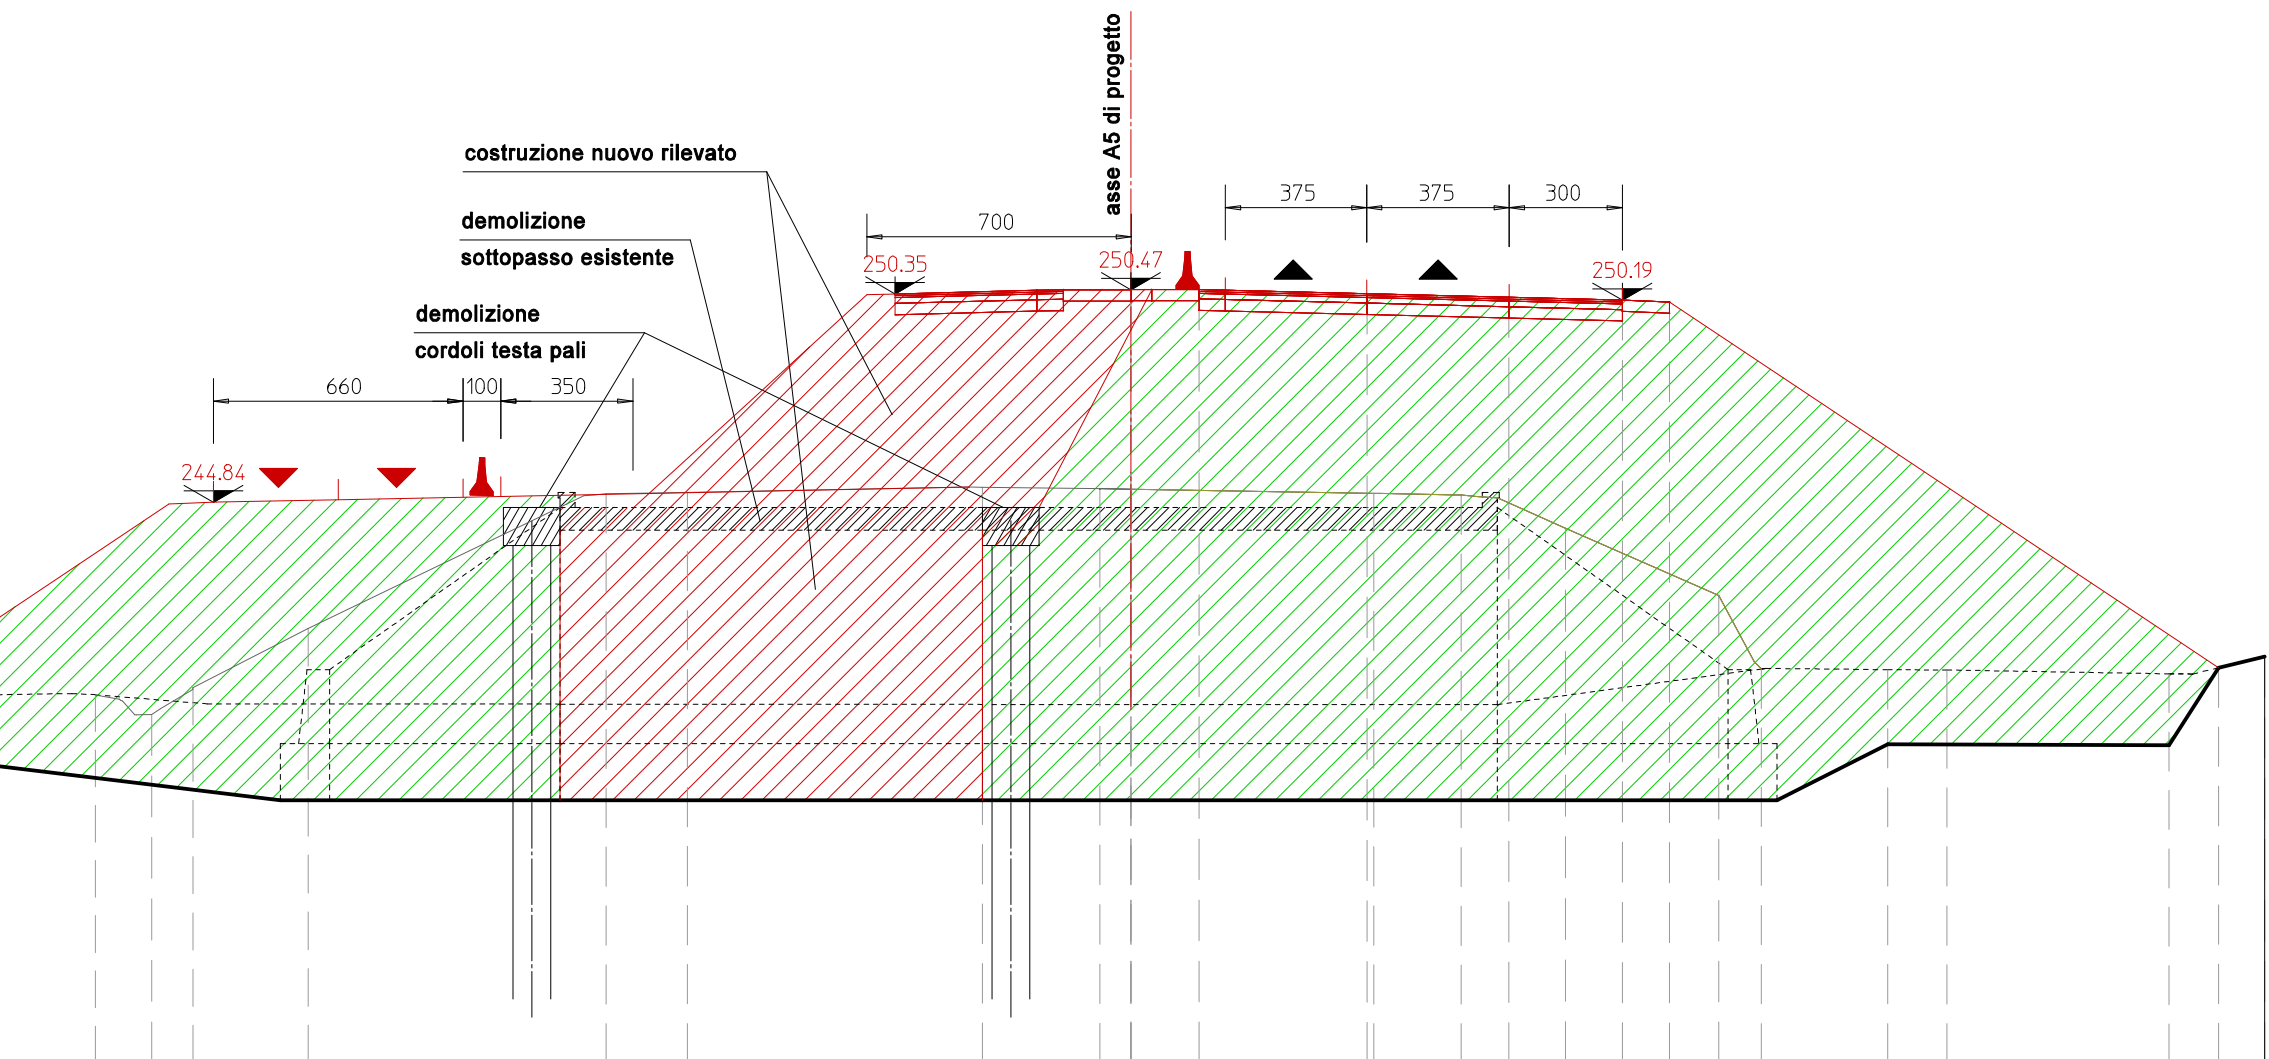 asse A5 di progetto
costruzione nuovo rilevato
375 375 300
demolizione
sottopasso esistente
700
250.35 250.47 250.19
demolizione
cordoli testa pali
660 100 350
244.84